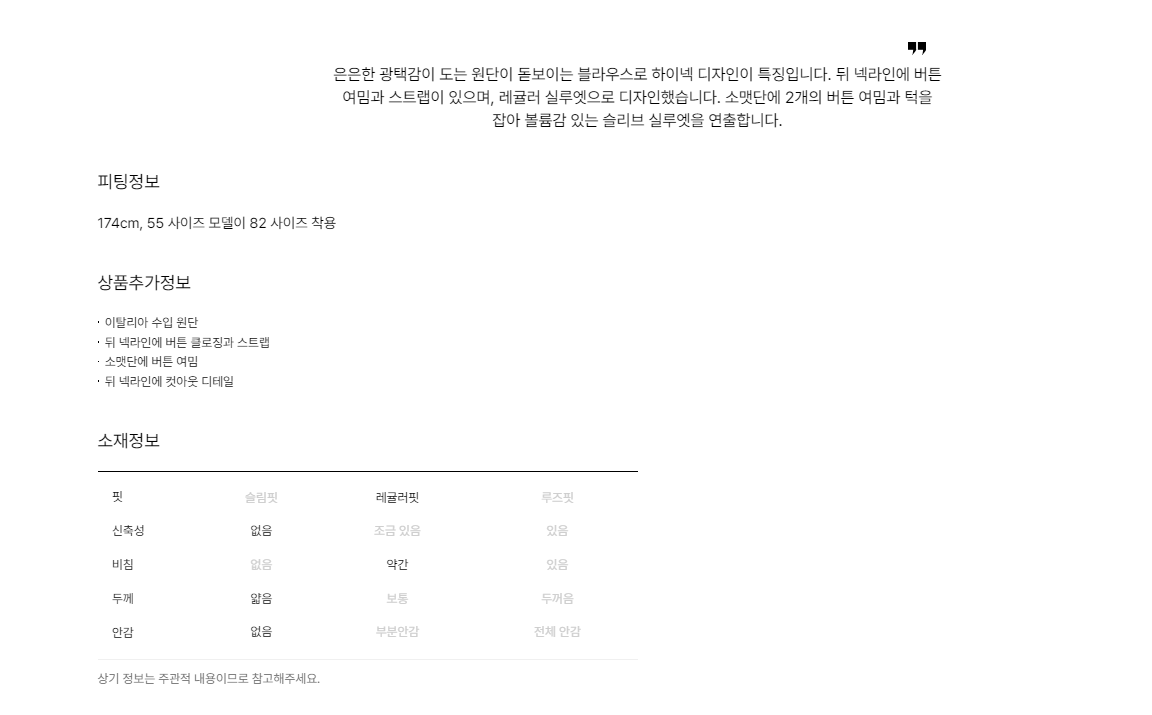 ❞
은은한 광택감이 도는 원단이 돋보이는 블라우스로 하이넥 디자인이 특징입니다. 뒤 넥라인에 버튼
여밈과 스트랩이 있으며, 레귤러 실루엣으로 디자인했습니다. 소맷단에 2개의 버튼 여밈과 턱을
잡아 볼륨감 있는 슬리브 실루엣을 연출합니다.
피팅정보
174cm, 55 사이즈 모델이 82 사이즈 착용
상품추가정보
· 이탈리아 수입 원단
· 뒤 넥라인에 버튼 클로징과 스트랩
· 소맷단에 버튼 여밈
· 뒤 넥라인에 컷아웃 디테일
소재정보
핏 슬림핏 레귤러핏 루즈핏
신축성 없음 조금 있음 있음
비침 없음 약간 있음
두께 얇음 보통 두꺼움
안감 없음 부분안감 전체 안감
상기 정보는 주관적 내용이므로 참고해주세요.